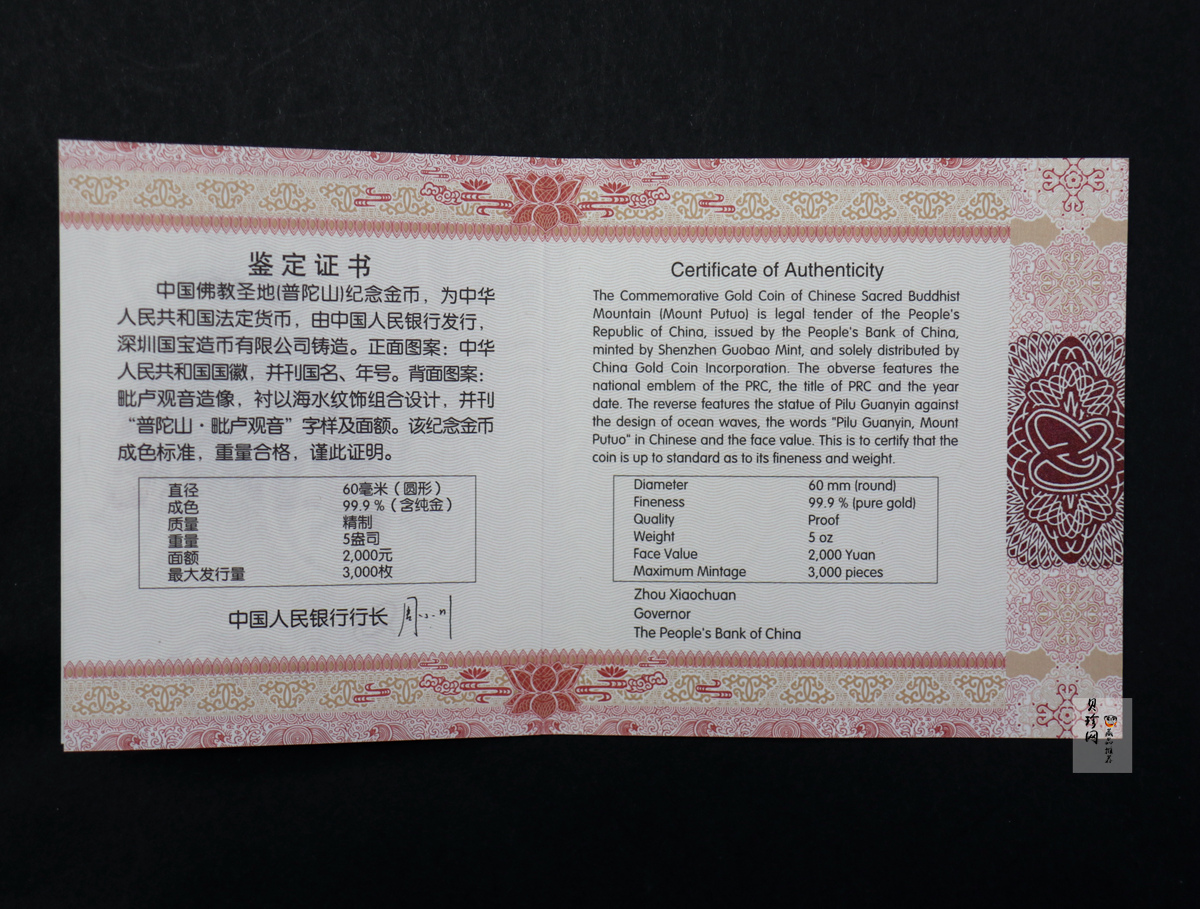 鉴定证书
中国佛教圣地(普陀山)纪念金币，为中华
人民共和国法定货币，由中国人民银行发行，
深圳国宝造币有限公司铸造。正面图案：中华
人民共和国国徽，并刊国名、年号。背面图案：
毗卢观音造像，衬以海水纹饰组合设计，并刊
“普陀山·毗卢观音”字样及面额。该纪念金币
成色标准，重量合格，谨此证明。
直径 60毫米（圆形）
成色 99.9％（含纯金）
质量 精制
重量 5盎司
面额 2,000元
最大发行量 3,000枚
中国人民银行行长 周小川
Certificate of Authenticity
The Commemorative Gold Coin of Chinese Sacred Buddhist
Mountain (Mount Putuo) is legal tender of the People's
Republic of China, issued by the People's Bank of China,
minted by Shenzhen Guobao Mint, and solely distributed by
China Gold Coin Incorporation. The obverse features the
national emblem of the PRC, the title of PRC and the year
date. The reverse features the statue of Pilu Guanyin against
the design of ocean waves, the words "Pilu Guanyin, Mount
Putuo" in Chinese and the face value. This is to certify that the
coin is up to standard as to its fineness and weight.
Diameter 60 mm (round)
Fineness 99.9 % (pure gold)
Quality Proof
Weight 5 oz
Face Value 2,000 Yuan
Maximum Mintage 3,000 pieces
Zhou Xiaochuan
Governor
The People's Bank of China
贝珍网
藏品推荐